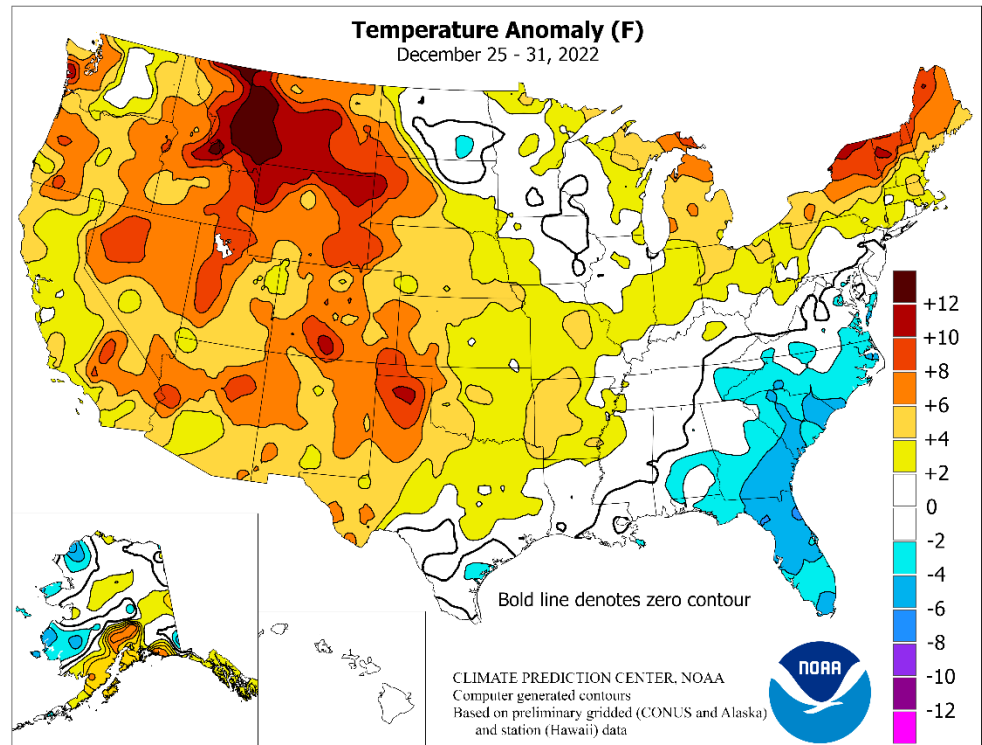 Temperature Anomaly (F)
December 25 - 31, 2022
+12
+10
+8
+6
+4
+2
0
-2
-4
-6
-8
-10
-12
Bold line denotes zero contour
CLIMATE PREDICTION CENTER, NOAA
Computer generated contours
Based on preliminary gridded (CONUS and Alaska)
and station (Hawaii) data
NOAA